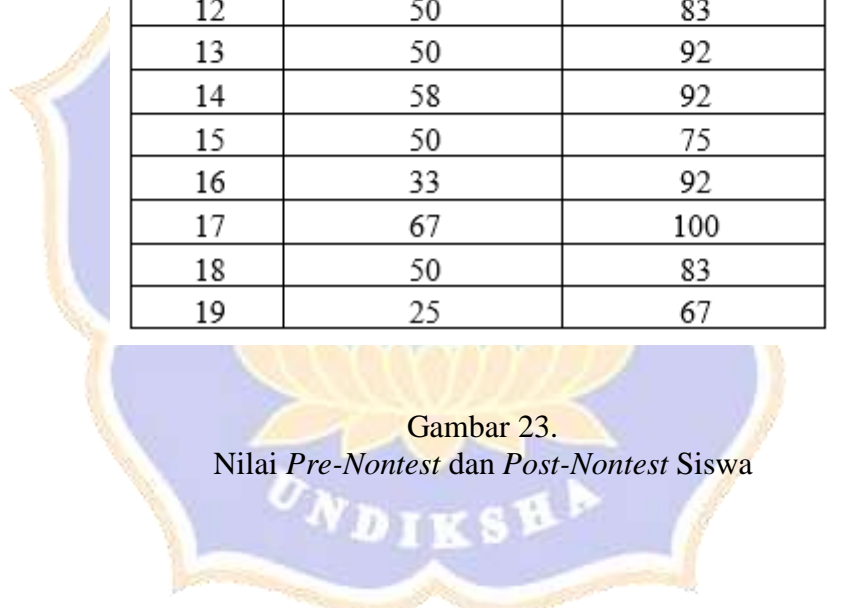 12 50 83
13 50 92
14 58 92
15 50 75
16 33 92
17 67 100
18 50 83
19 25 67
Gambar 23.
Nilai Pre-Nontest dan Post-Nontest Siswa
UNDIKSHA